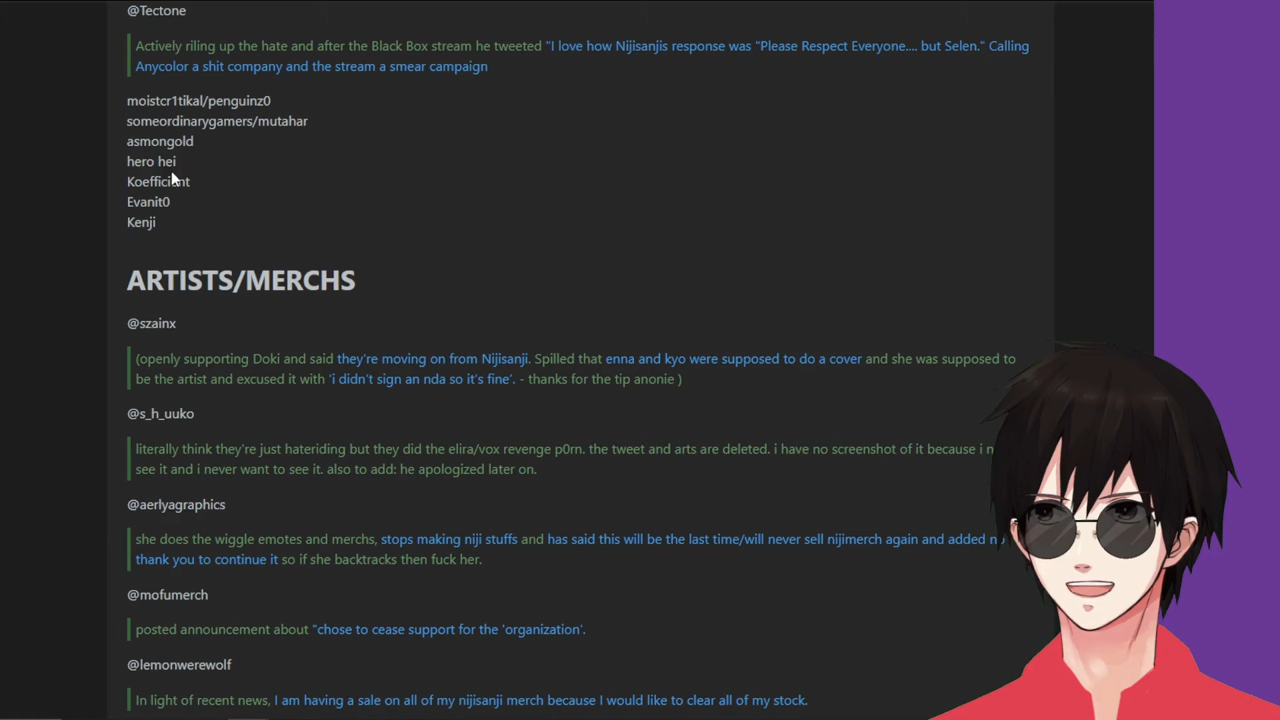 @Tectone
Actively riling up the hate and after the Black Box stream he tweeted "I love how Nijisanjis response was "Please Respect Everyone.... but Selen." Calling
Anycolor a shit company and the stream a smear campaign
moistcr1tikal/penguinz0
someordinarygamers/mutahar
asmongold
hero hei
Koefficient
Evanit0
Kenji
ARTISTS/MERCHS
@szainx
(openly supporting Doki and said they're moving on from Nijisanji. Spilled that enna and kyo were supposed to do a cover and she was supposed to
be the artist and excused it with 'i didn't sign an nda so it's fine'. - thanks for the tip anonie )
@s_h_uuko
literally think they're just hateriding but they did the elira/vox revenge p0rn. the tweet and arts are deleted. i have no screenshot of it because i
see it and i never want to see it. also to add: he apologized later on.
@aerlyagraphics
she does the wiggle emotes and merchs, stops making niji stuffs and has said this will be the last time/will never sell nijimerch again and added
thank you to continue it so if she backtracks then fuck her.
@mofumerch
posted announcement about "chose to cease support for the 'organization'.
@lemonwerewolf
In light of recent news, I am having a sale on all of my nijisanji merch because I would like to clear all of my stock.